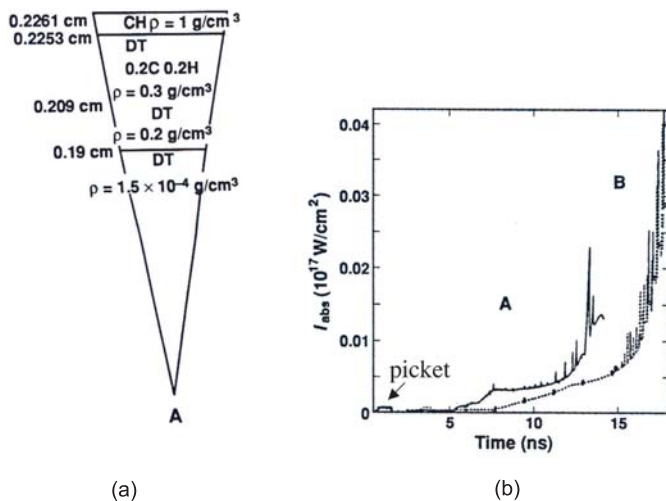 0.2261 cm
CH ρ = 1 g/cm³
0.2253 cm
DT
0.2C 0.2H
ρ = 0.3 g/cm³
0.209 cm
DT
ρ = 0.2 g/cm³
0.19 cm
DT
ρ = 1.5 × 10⁻⁴ g/cm³
A
(a)
I_abs (10¹⁷ W/cm²)
0.04
0.03
0.02
0.01
0
B
A
picket
5
10
15
Time (ns)
(b)